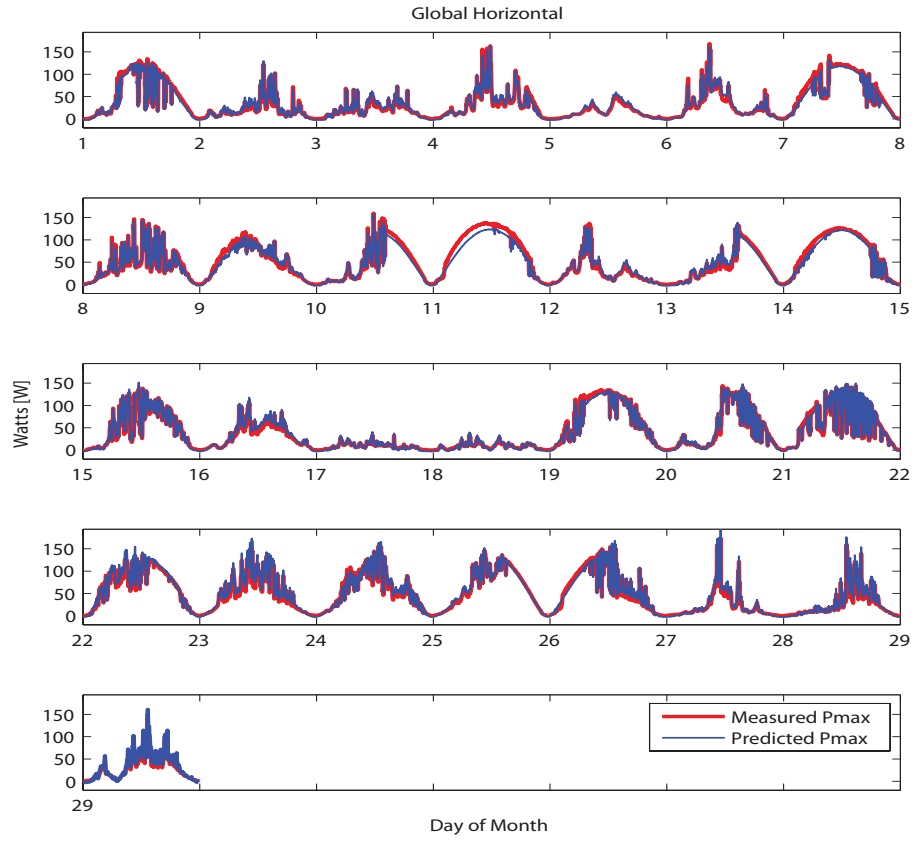 Global Horizontal
150
100
50
0
1 2 3 4 5 6 7 8
150
100
50
0
8 9 10 11 12 13 14 15
Watts [W]
150
100
50
0
15 16 17 18 19 20 21 22
150
100
50
0
22 23 24 25 26 27 28 29
150
100
50
0
29
Measured Pmax
Predicted Pmax
Day of Month